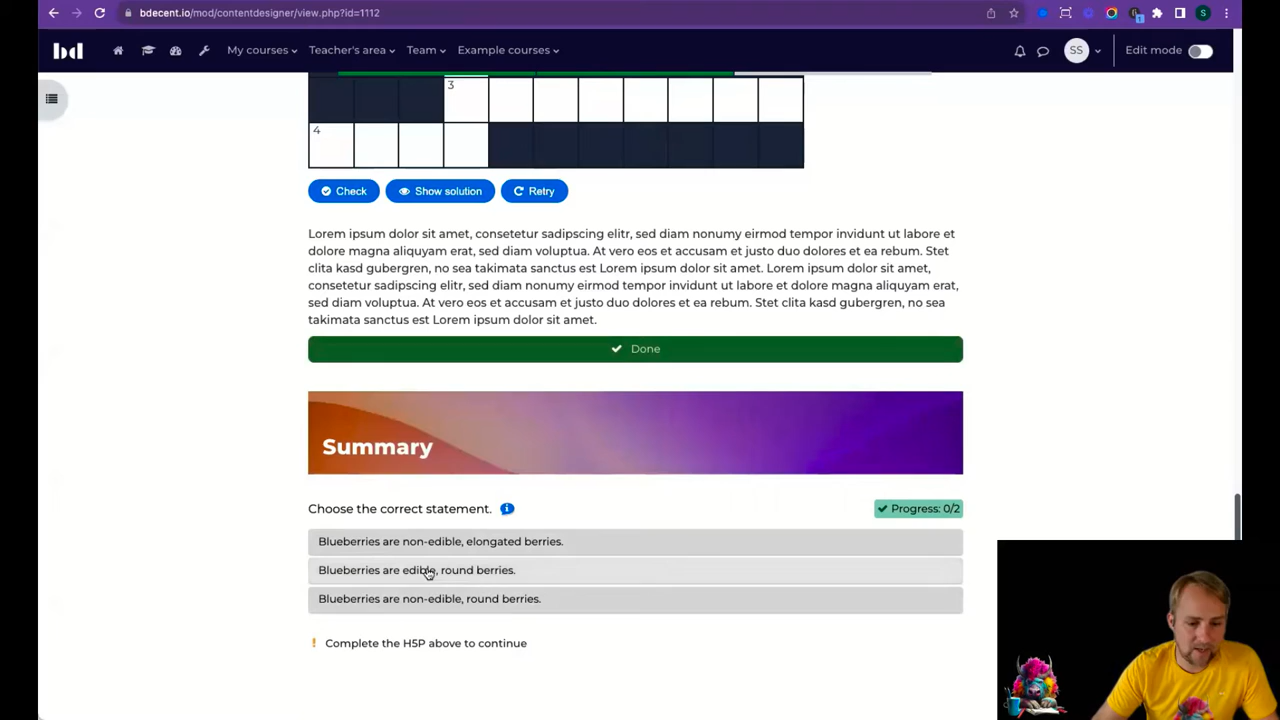 bdecent.io/mod/contentdesigner/view.php?id=1112
S
bd
My courses
Teacher's area
Team
Example courses
SS
Edit mode
3
4
Check
Show solution
Retry
Lorem ipsum dolor sit amet, consetetur sadipscing elitr, sed diam nonumy eirmod tempor invidunt ut labore et
dolore magna aliquyam erat, sed diam voluptua. At vero eos et accusam et justo duo dolores et ea rebum. Stet
clita kasd gubergren, no sea takimata sanctus est Lorem ipsum dolor sit amet. Lorem ipsum dolor sit amet,
consetetur sadipscing elitr, sed diam nonumy eirmod tempor invidunt ut labore et dolore magna aliquyam erat,
sed diam voluptua. At vero eos et accusam et justo duo dolores et ea rebum. Stet clita kasd gubergren, no sea
takimata sanctus est Lorem ipsum dolor sit amet.
Done
Summary
Choose the correct statement.
Progress: 0/2
Blueberries are non-edible, elongated berries.
Blueberries are edible, round berries.
Blueberries are non-edible, round berries.
! Complete the H5P above to continue